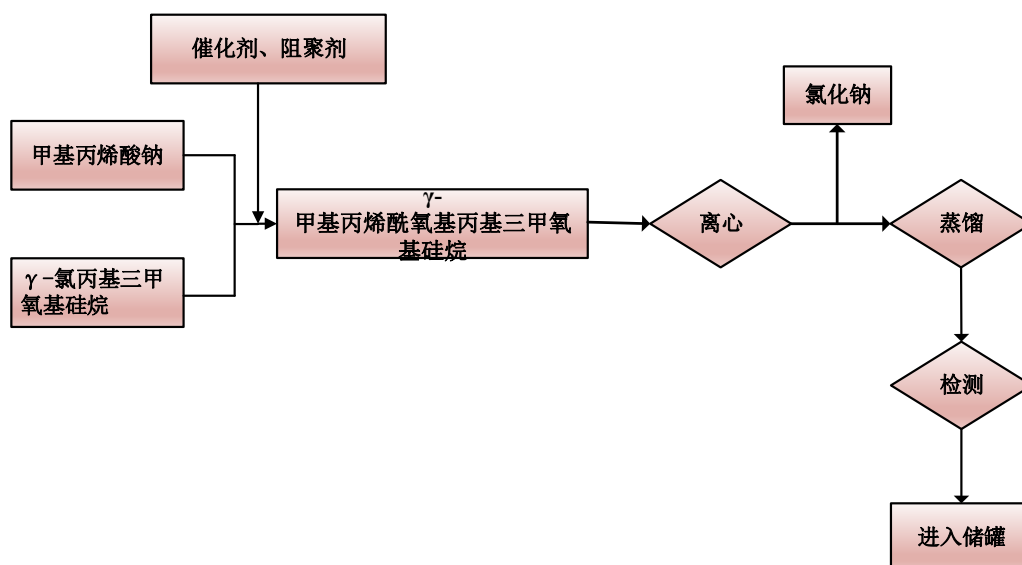 催化剂、阻聚剂
氯化钠
甲基丙烯酸钠
γ-
甲基丙烯酰氧基丙基三甲氧
基硅烷
离心
蒸馏
γ-氯丙基三甲
氧基硅烷
检测
进入储罐